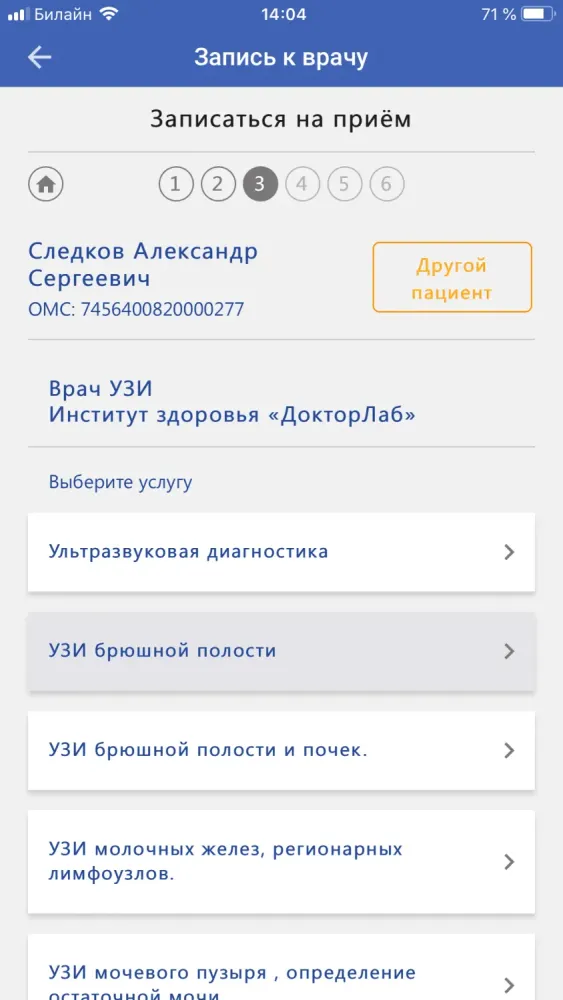 Билайн 14:04 71 %
Запись к врачу
Записаться на приём
1 2 3 4 5 6
Следков Александр
Сергеевич
ОМС: 7456400820000277
Другой
пациент
Врач УЗИ
Институт здоровья «ДокторЛаб»
Выберите услугу
Ультразвуковая диагностика
УЗИ брюшной полости
УЗИ брюшной полости и почек.
УЗИ молочных желез, регионарных
лимфоузлов.
УЗИ мочевого пузыря , определение
остаточной мочи